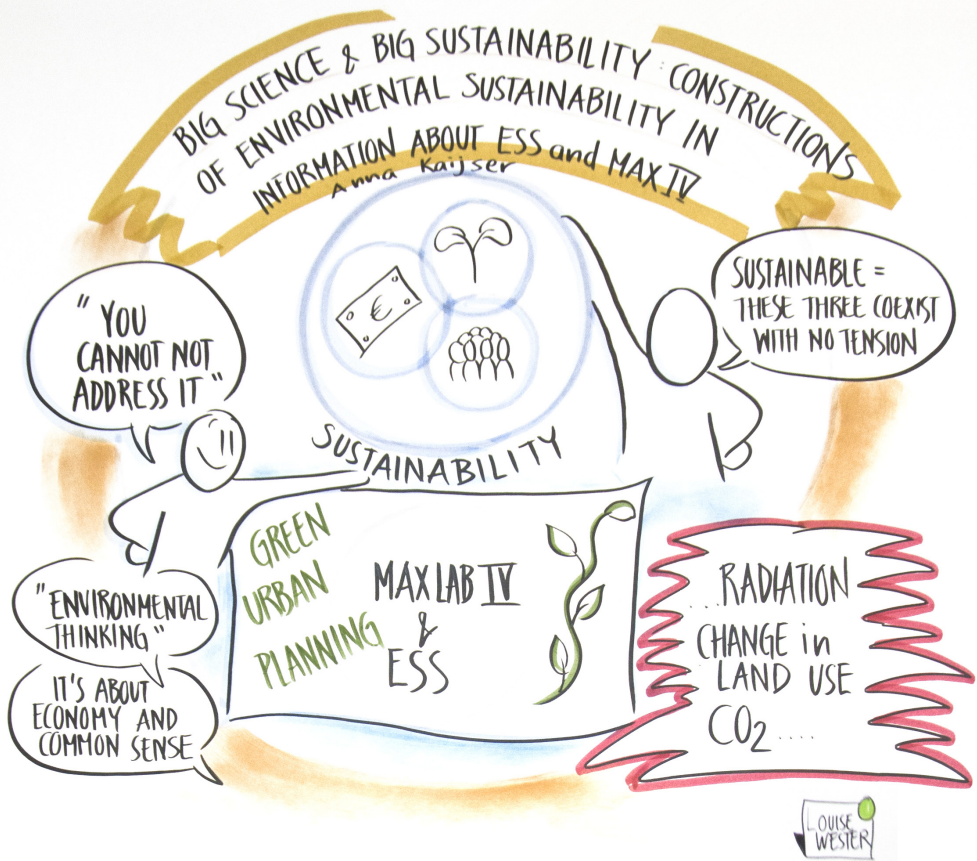 BIG SCIENCE & BIG SUSTAINABILITY : CONSTRUCTIONS
OF ENVIRONMENTAL SUSTAINABILITY IN
INFORMATION ABOUT ESS and MAX IV
Anna Kaijser
"YOU
CANNOT NOT
ADDRESS IT"
€
SUSTAINABLE =
THESE THREE COEXIST
WITH NO TENSION
SUSTAINABILITY
GREEN
URBAN
PLANNING
MAX LAB IV
&
ESS
"ENVIRONMENTAL
THINKING"
IT'S ABOUT
ECONOMY AND
COMMON SENSE
...RADIATION
CHANGE in
LAND USE
CO2....
LOUISE
WESTER